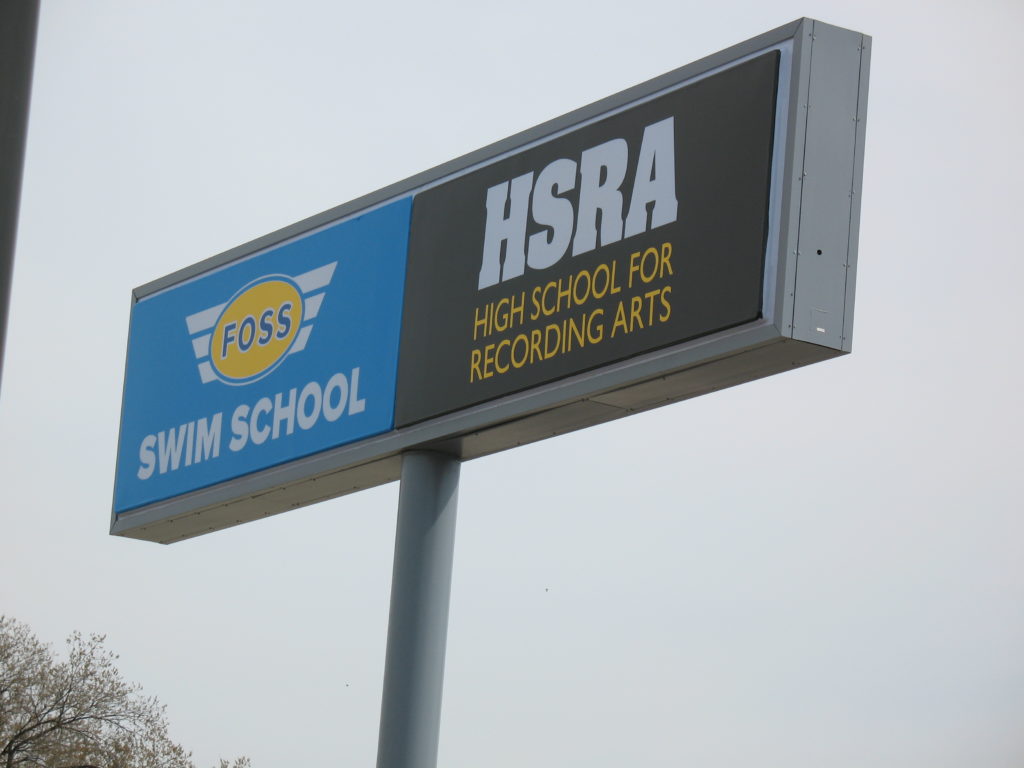 FOSS
SWIM SCHOOL
HSRA
HIGH SCHOOL FOR
RECORDING ARTS